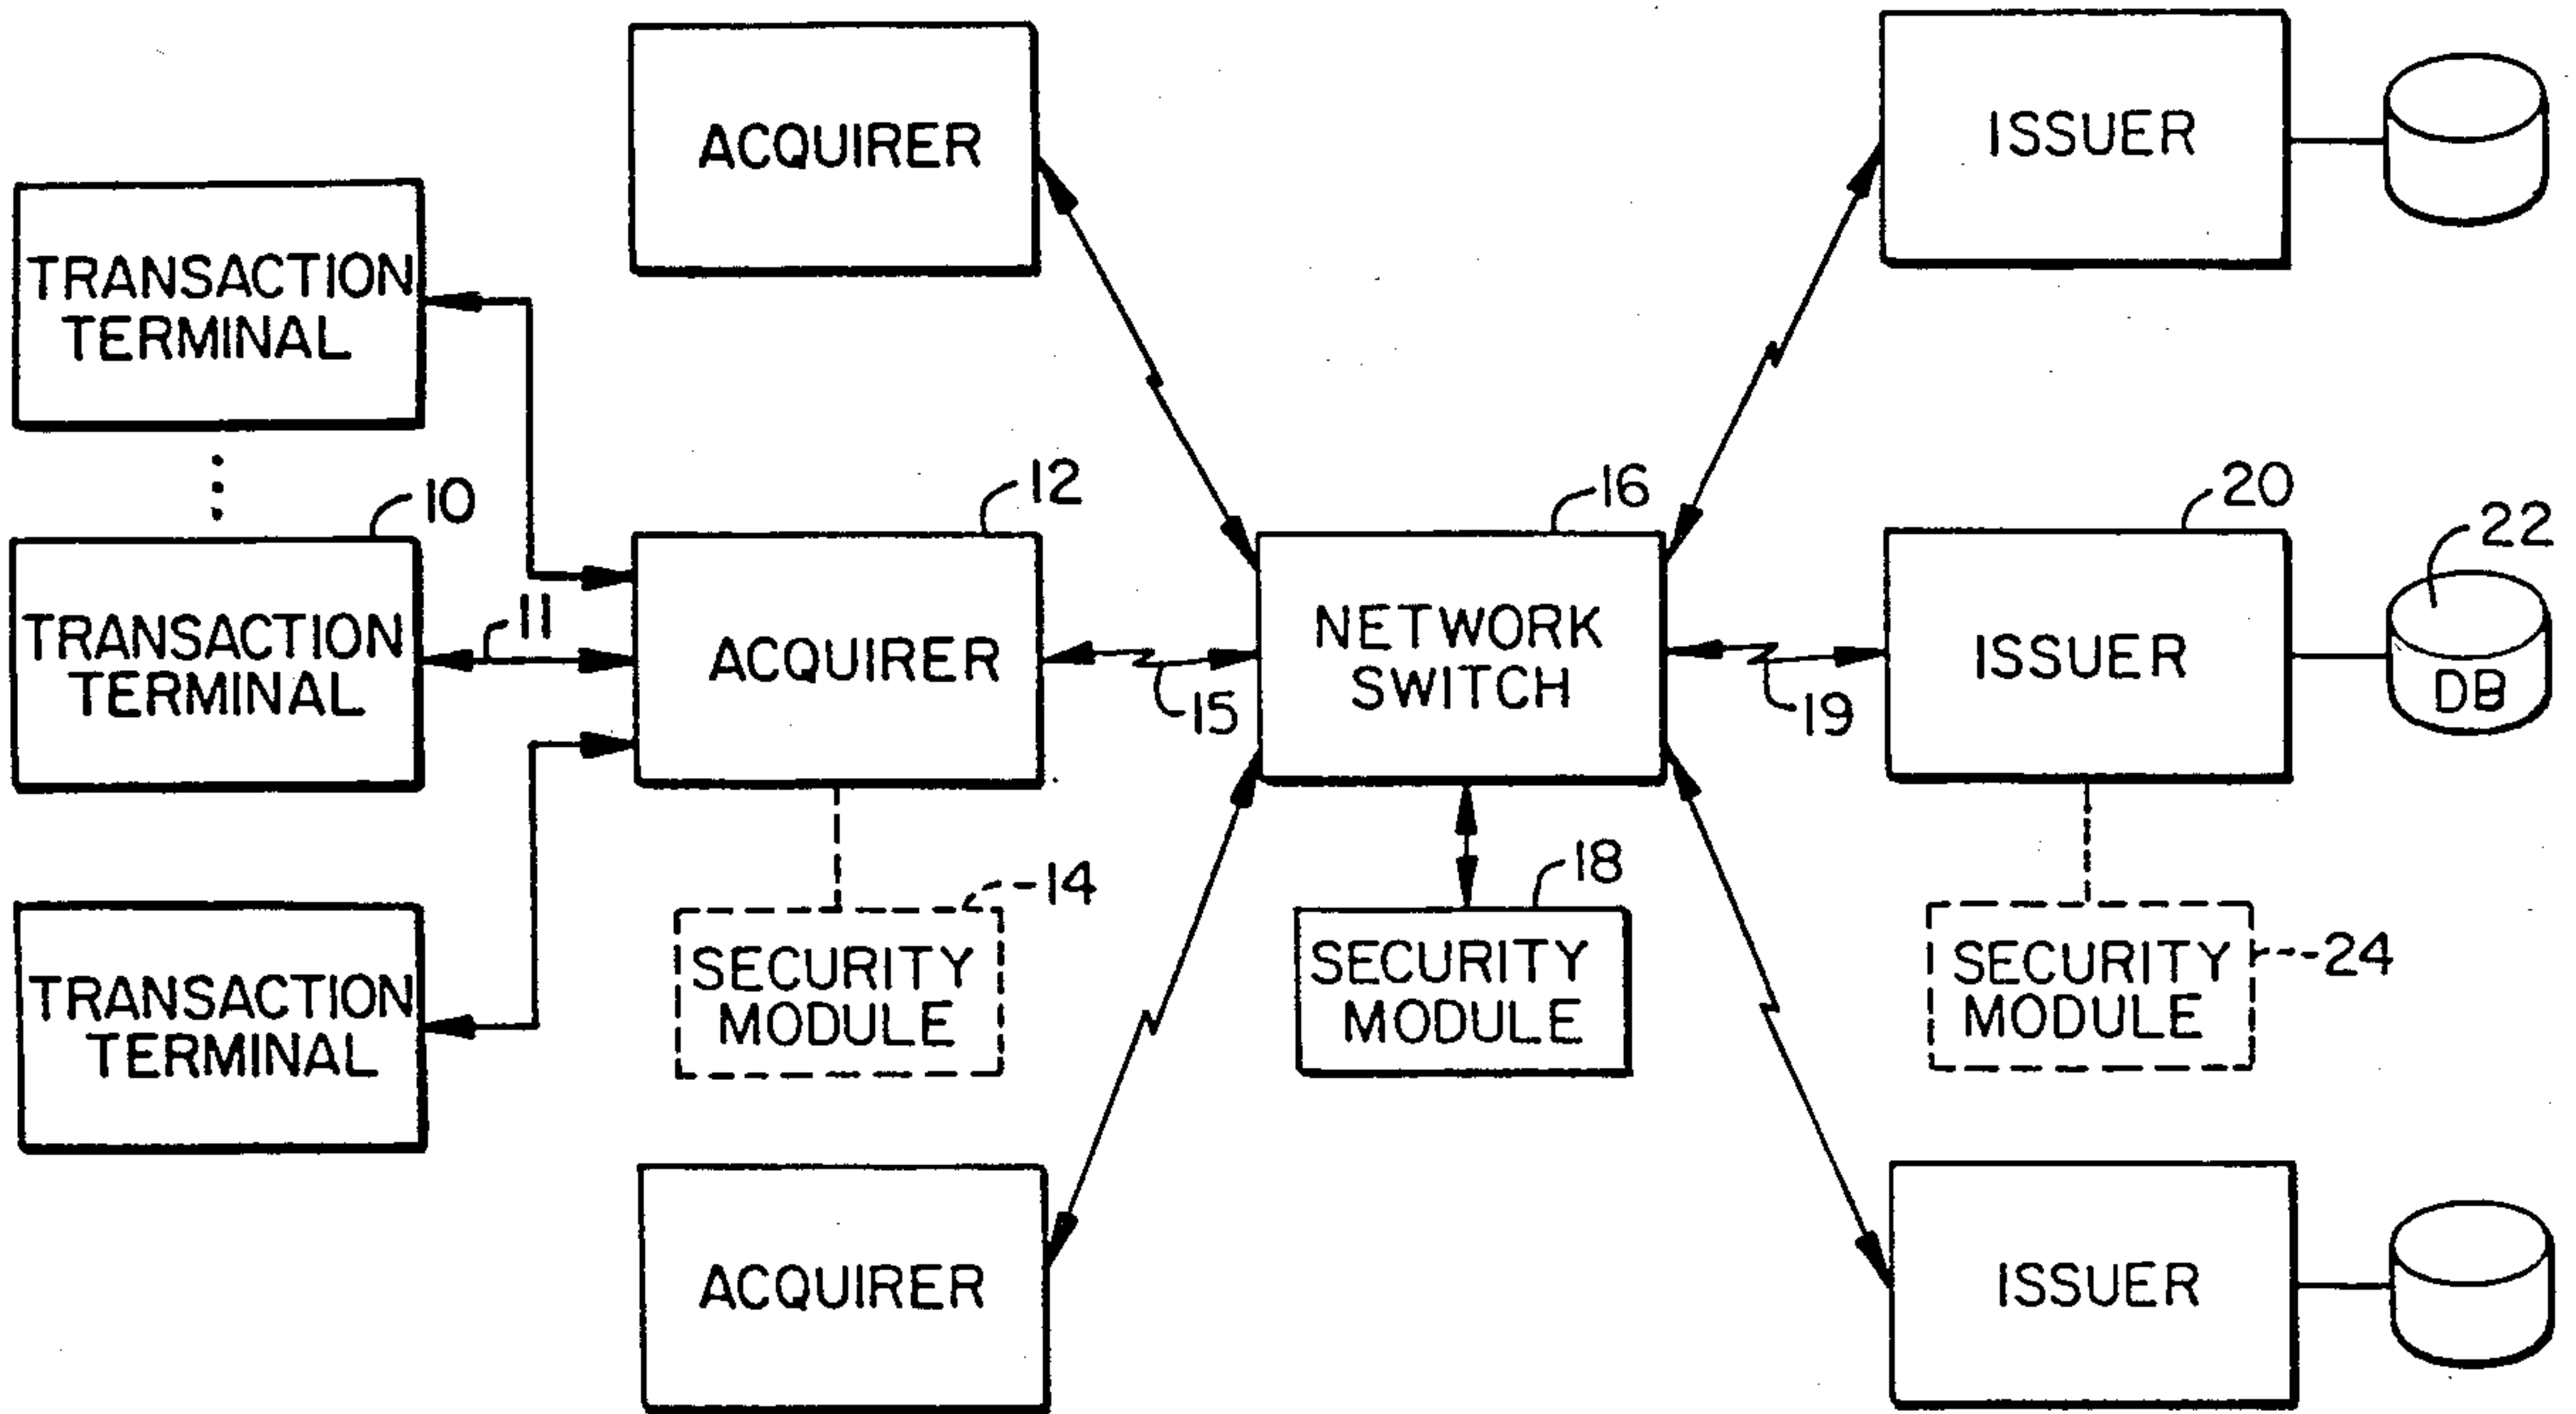 ACQUIRER
ISSUER
TRANSACTION
TERMINAL
10
12
16
20
22
TRANSACTION
TERMINAL
11
ACQUIRER
15
NETWORK
SWITCH
19
ISSUER
DB
14
SECURITY
MODULE
18
SECURITY
MODULE
24
SECURITY
MODULE
TRANSACTION
TERMINAL
ACQUIRER
ISSUER